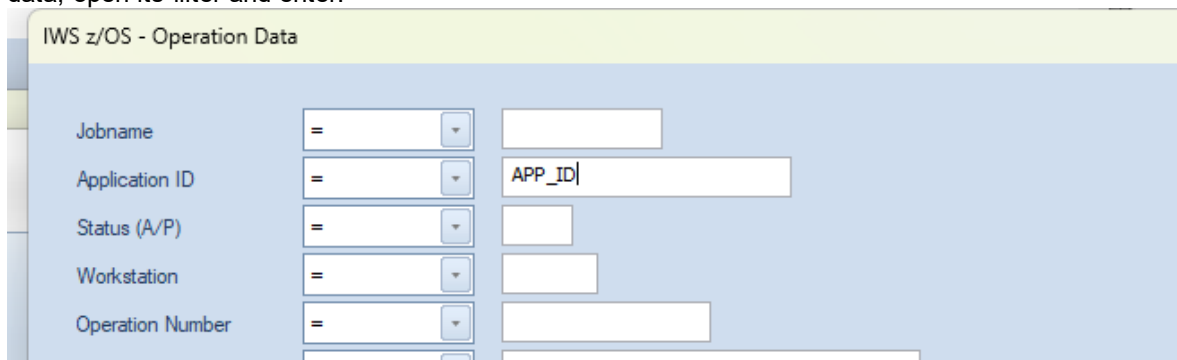 data, open its filter and enter:
IWS z/OS - Operation Data
Jobname =
Application ID = APP_ID
Status (A/P) =
Workstation =
Operation Number =